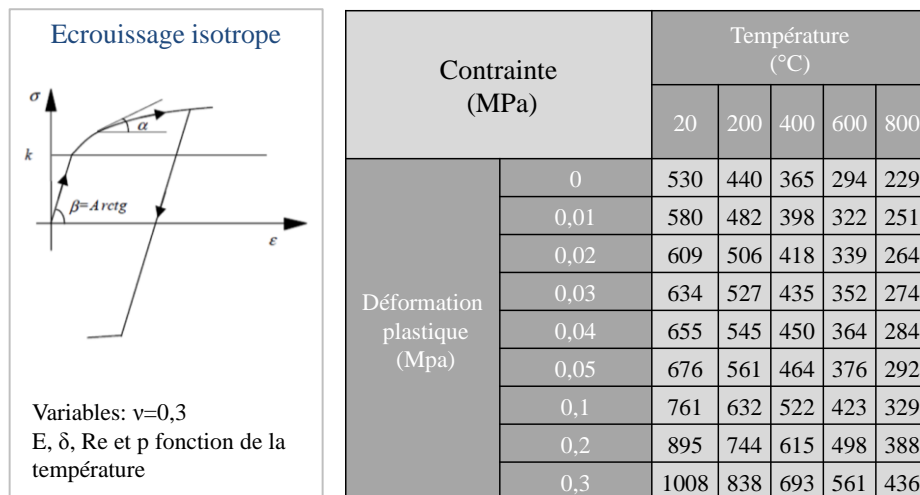 Ecrouissage isotrope
σ
α
k
β=Arctg
ε
Variables: ν=0,3
E, δ, Re et p fonction de la
température
Contrainte
(MPa)
Température
(°C)
20 200 400 600 800
Déformation
plastique
(Mpa)
0 530 440 365 294 229
0,01 580 482 398 322 251
0,02 609 506 418 339 264
0,03 634 527 435 352 274
0,04 655 545 450 364 284
0,05 676 561 464 376 292
0,1 761 632 522 423 329
0,2 895 744 615 498 388
0,3 1008 838 693 561 436